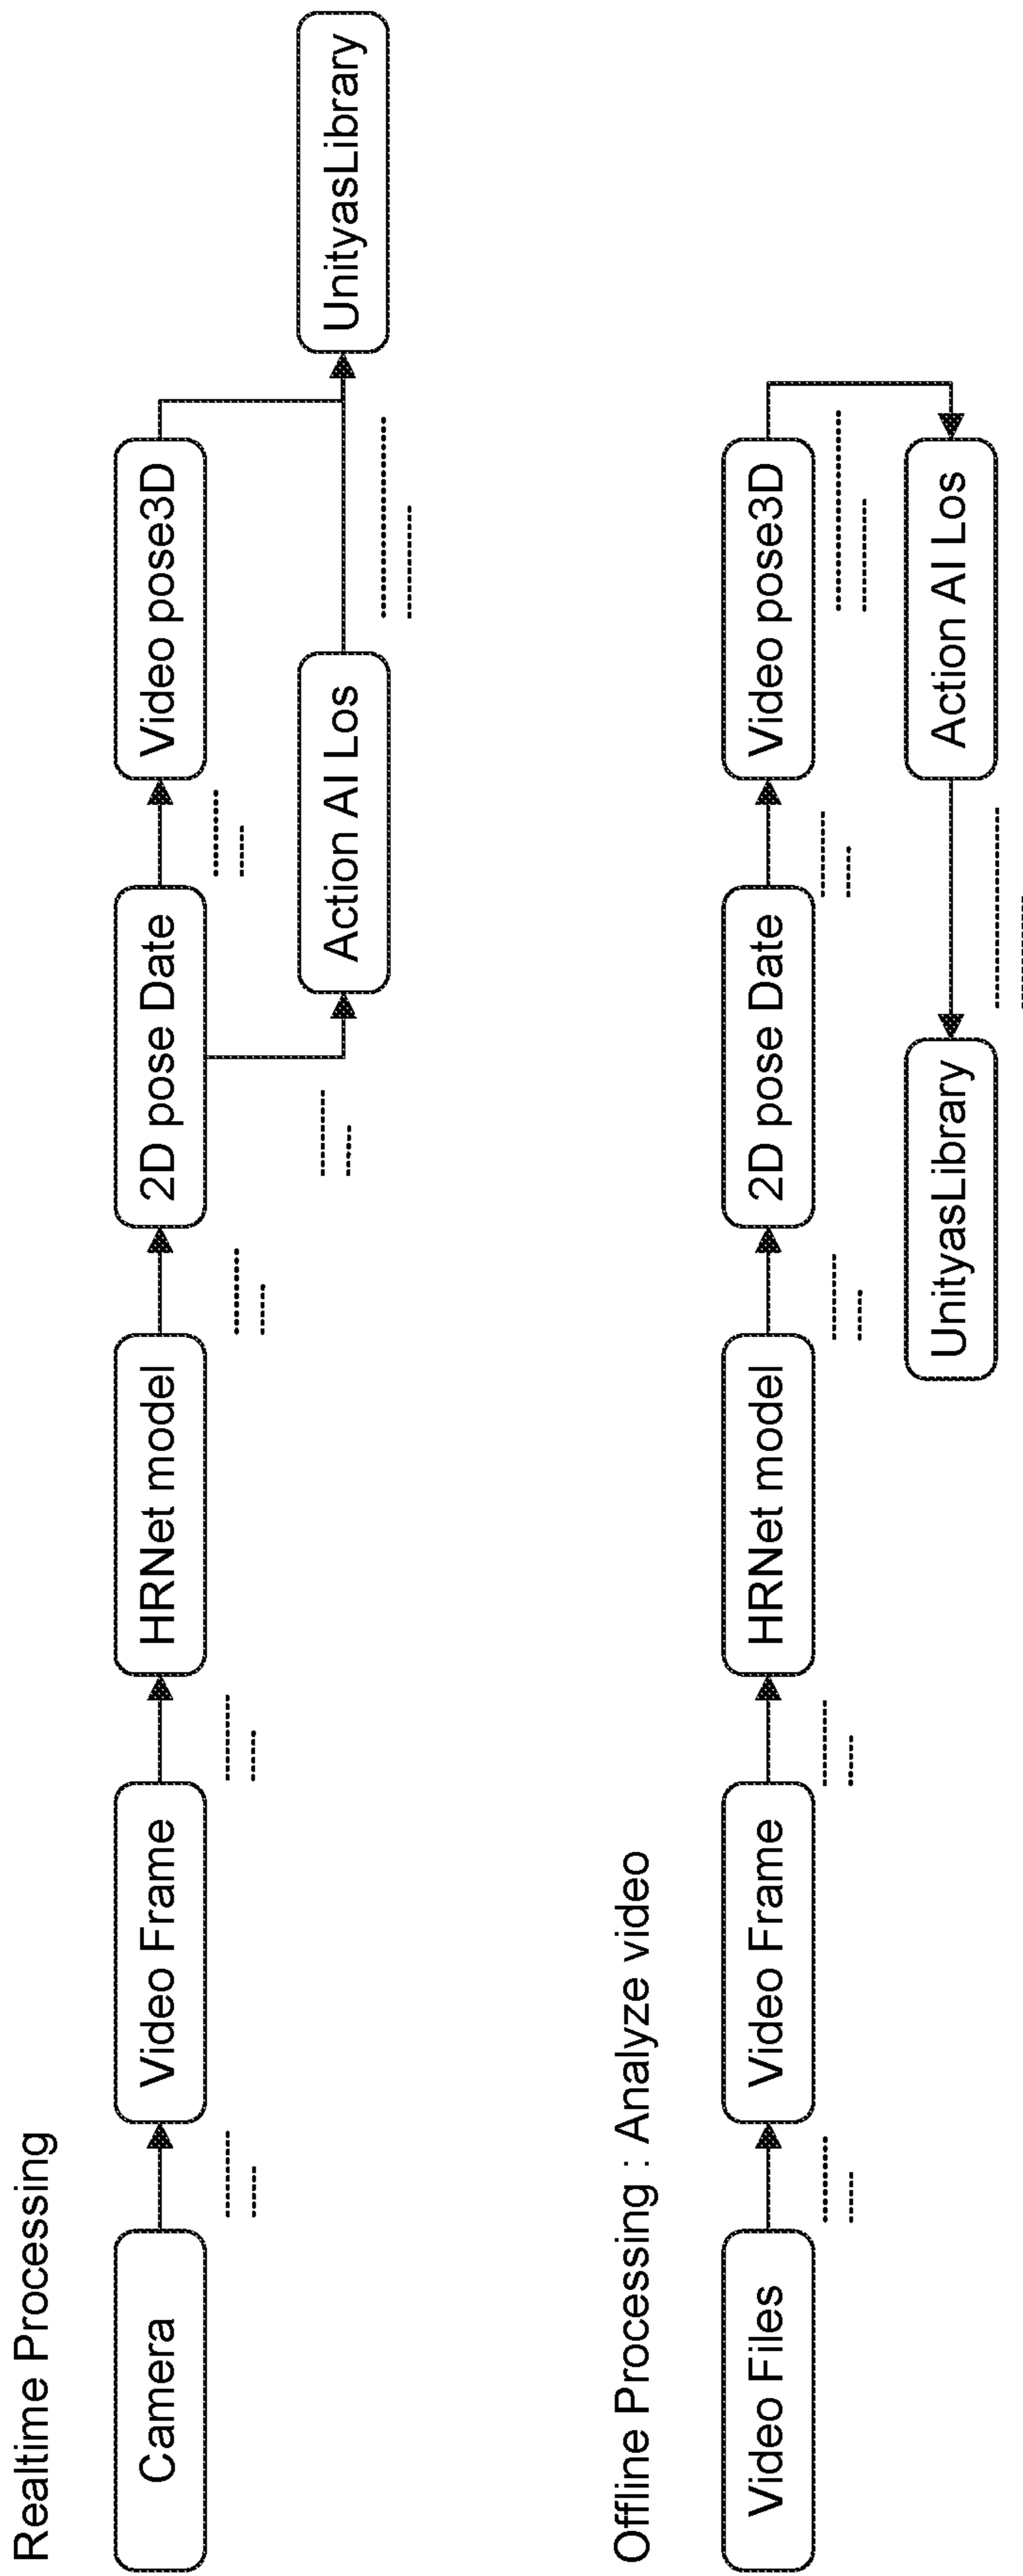 Realtime Processing
Camera
Video Frame
HRNet model
2D pose Date
Video pose3D
Action AI Los
UnityasLibrary
Offline Processing : Analyze video
Video Files
Video Frame
HRNet model
2D pose Date
Video pose3D
Action AI Los
UnityasLibrary